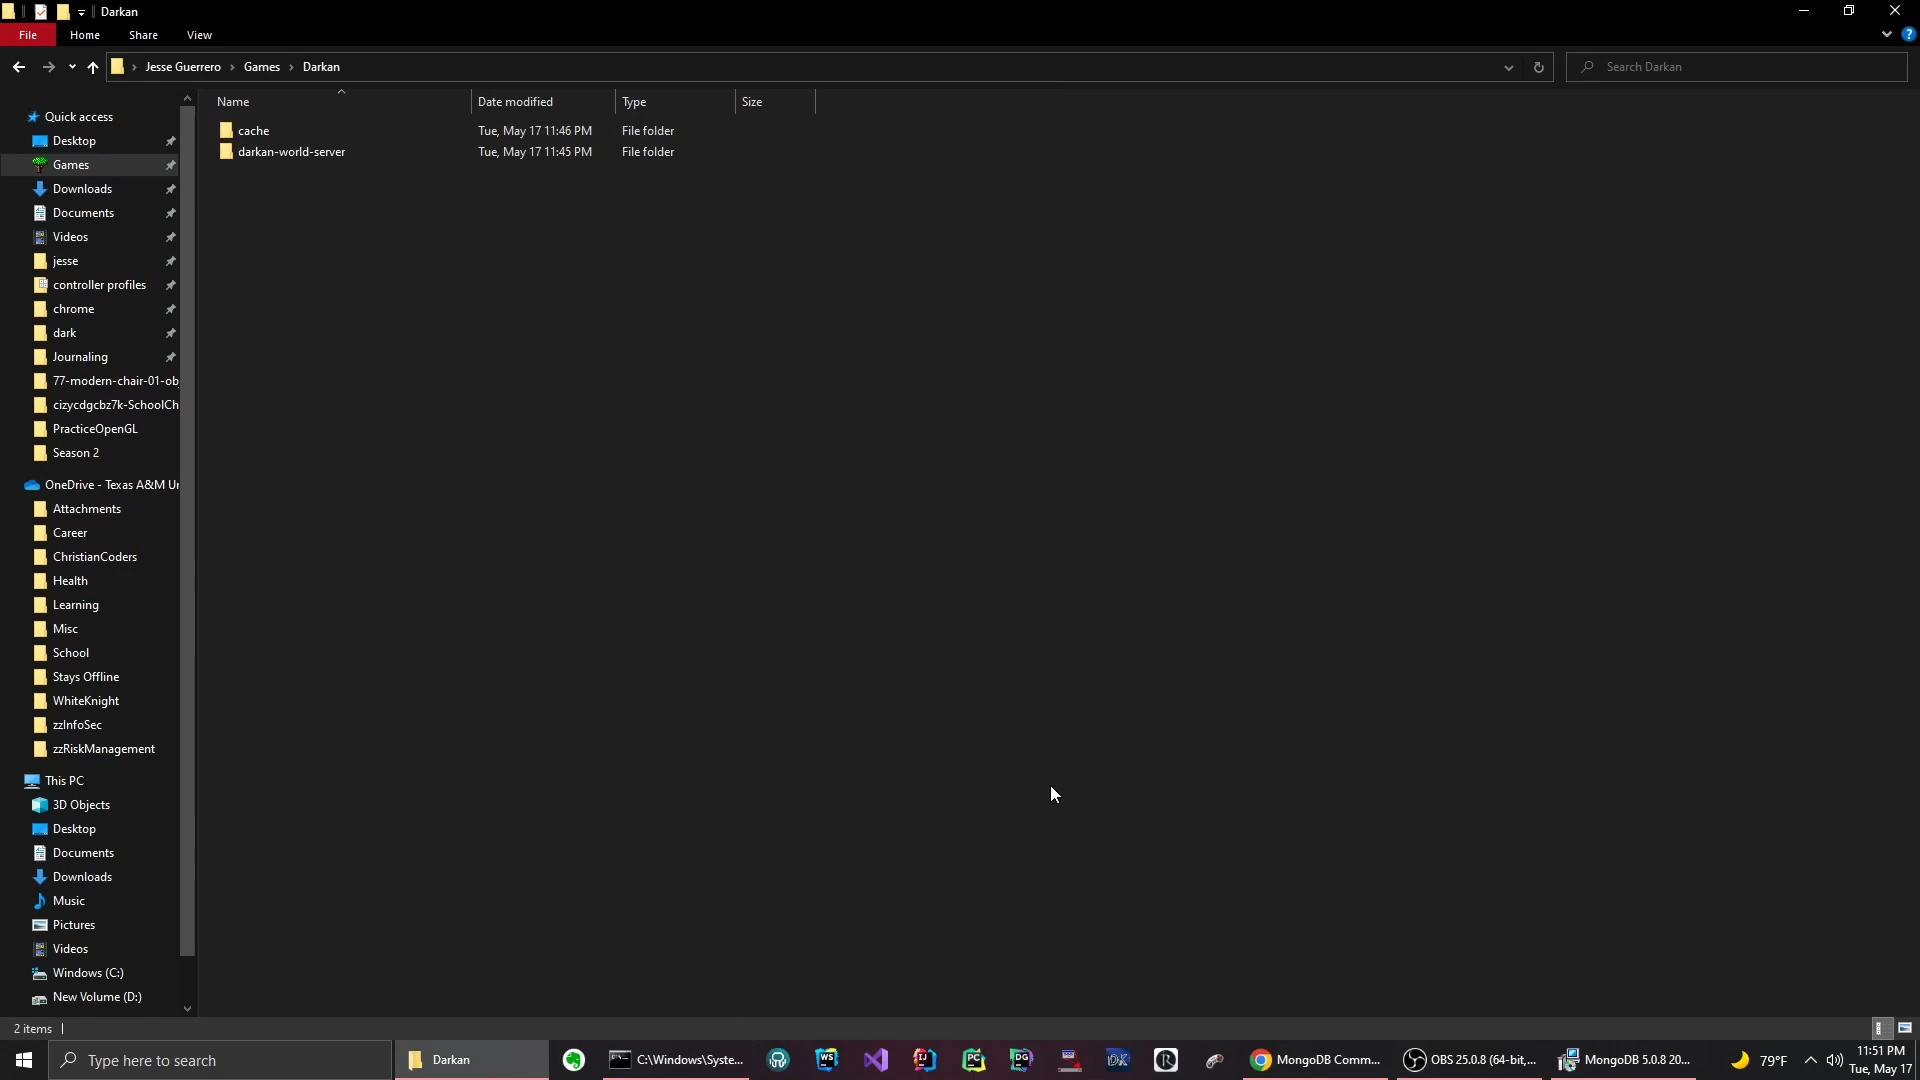 Darkan
File Home Share View
Jesse Guerrero Games Darkan Search Darkan
Name Date modified Type Size
cache Tue, May 17 11:46 PM File folder
darkan-world-server Tue, May 17 11:45 PM File folder
Quick access
Desktop
Games
Downloads
Documents
Videos
jesse
controller profiles
chrome
dark
Journaling
77-modern-chair-01-ob
cizycdgcbz7k-SchoolCh
PracticeOpenGL
Season 2
OneDrive - Texas A&M Ur
Attachments
Career
ChristianCoders
Health
Learning
Misc
School
Stays Offline
WhiteKnight
zzInfoSec
zzRiskManagement
This PC
3D Objects
Desktop
Documents
Downloads
Music
Pictures
Videos
Windows (C:)
New Volume (D:)
2 items
Type here to search Darkan C:\Windows\Syste... WS IJ PC DG DK R MongoDB Comm... OBS 25.0.8 (64-bit,... MongoDB 5.0.8 20... 79°F 11:51 PM
Tue, May 17